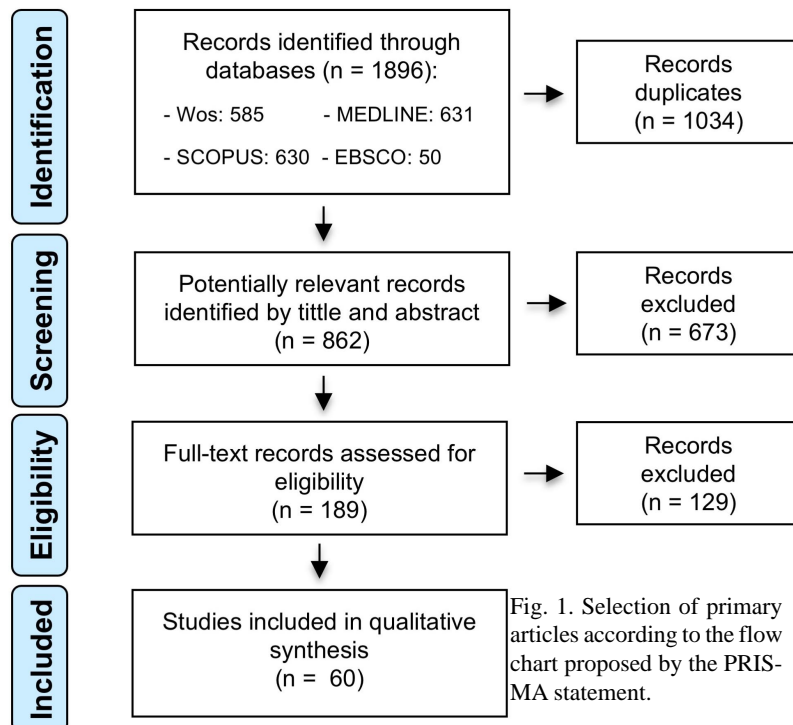 Identification
Records identified through
databases (n = 1896):
- Wos: 585 - MEDLINE: 631
- SCOPUS: 630 - EBSCO: 50
Records
duplicates
(n = 1034)
Screening
Potentially relevant records
identified by tittle and abstract
(n = 862)
Records
excluded
(n = 673)
Eligibility
Full-text records assessed for
eligibility
(n = 189)
Records
excluded
(n = 129)
Included
Studies included in qualitative
synthesis
(n = 60)
Fig. 1. Selection of primary
articles according to the flow
chart proposed by the PRIS-
MA statement.